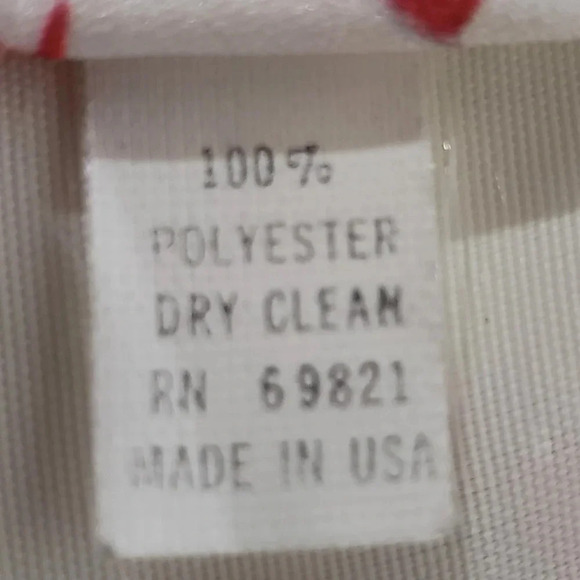 100%
POLYESTER
DRY CLEAN
RN 69821
MADE IN USA